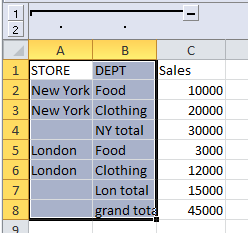 1
2
A B C
1 STORE DEPT Sales
2 New York Food 10000
3 New York Clothing 20000
4 NY total 30000
5 London Food 3000
6 London Clothing 12000
7 Lon total 15000
8 grand tota 45000